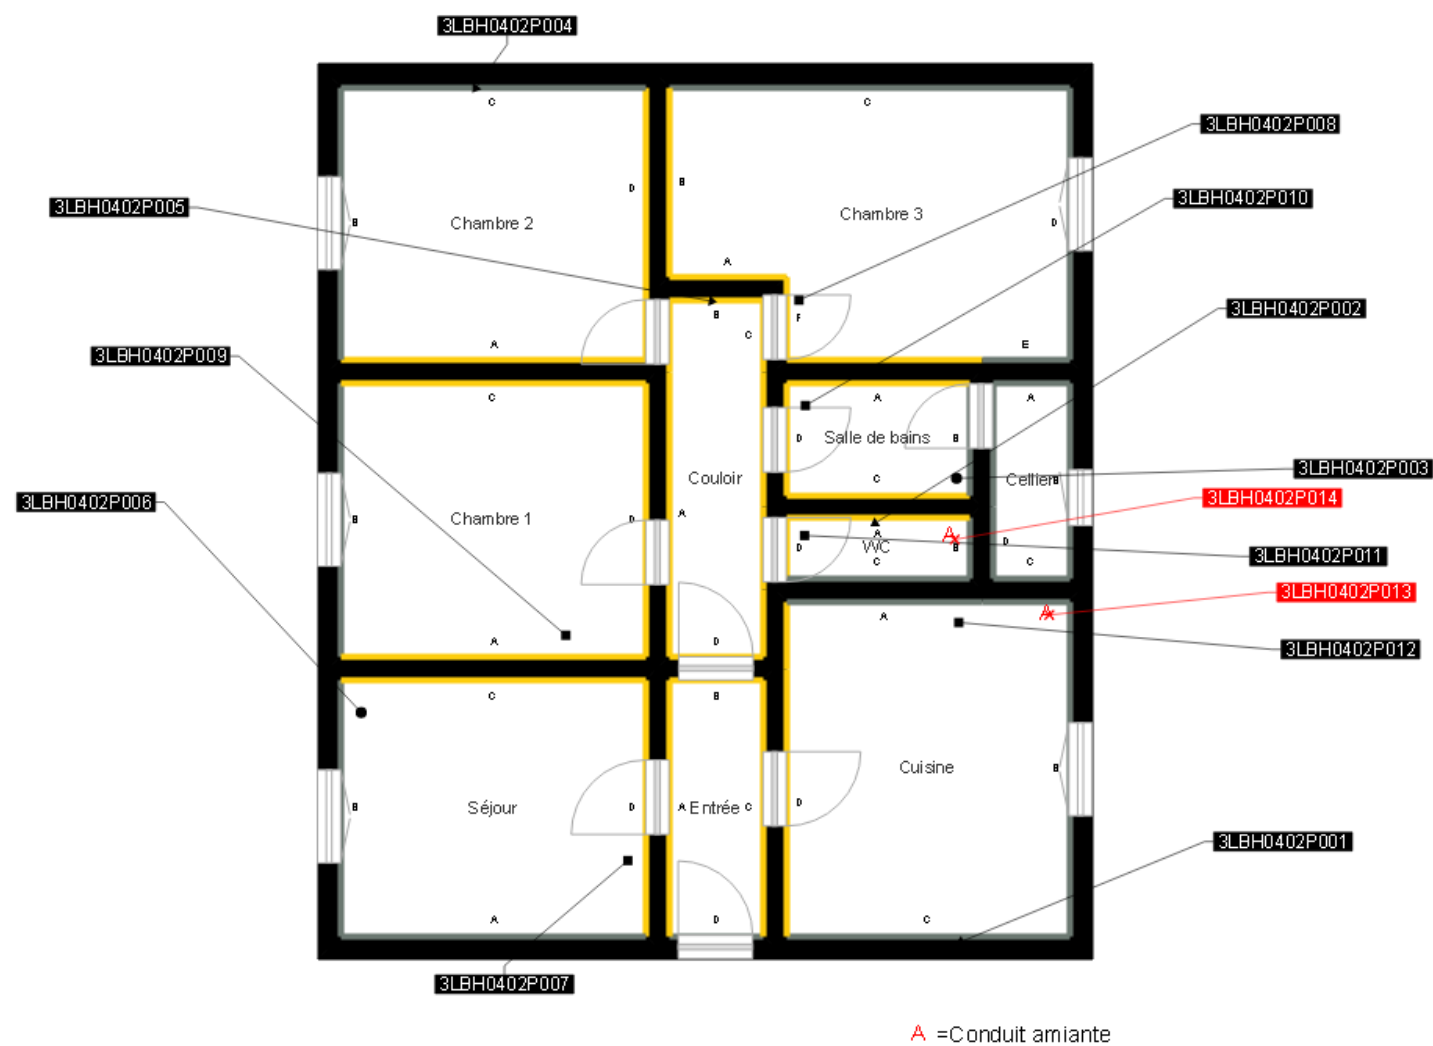 3LBH0402P004
C
C
3LBH0402P008
D
B
3LBH0402P010
3LBH0402P005
Chambre 3
B
Chambre 2
D
A
3LBH0402P002
B
F
C
A
E
3LBH0402P009
C
A
A
D
Salle de bains
B
3LBH0402P003
Couloir
C
Cellier
B
3LBH0402P014
3LBH0402P006
A
Chambre 1
D
B
A
A
D
WC
B
D
C
C
3LBH0402P011
3LBH0402P013
A
A
A
D
3LBH0402P012
C
B
Cuisine
B
D
B
Séjour
D
A
Entrée
C
3LBH0402P001
A
D
C
3LBH0402P007
A =Conduit amiante